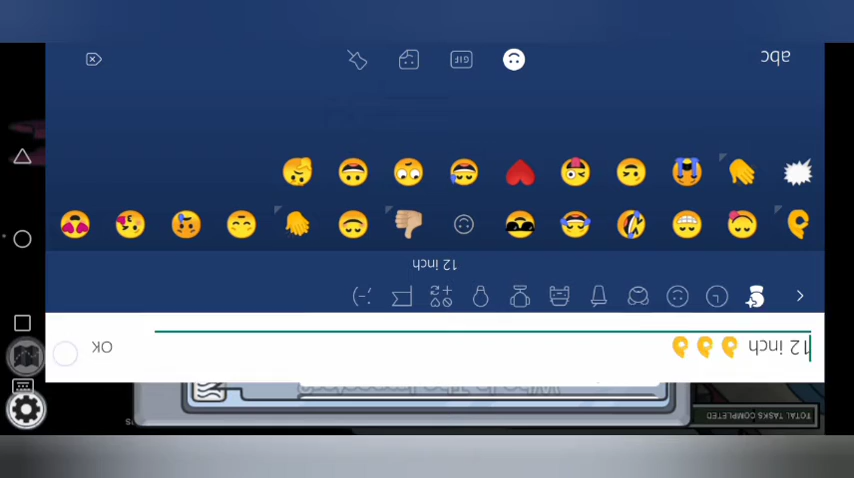 TOTAL TASKS COMPLETED
12 inch 👌👌👌
OK
12 inch
abc
GIF